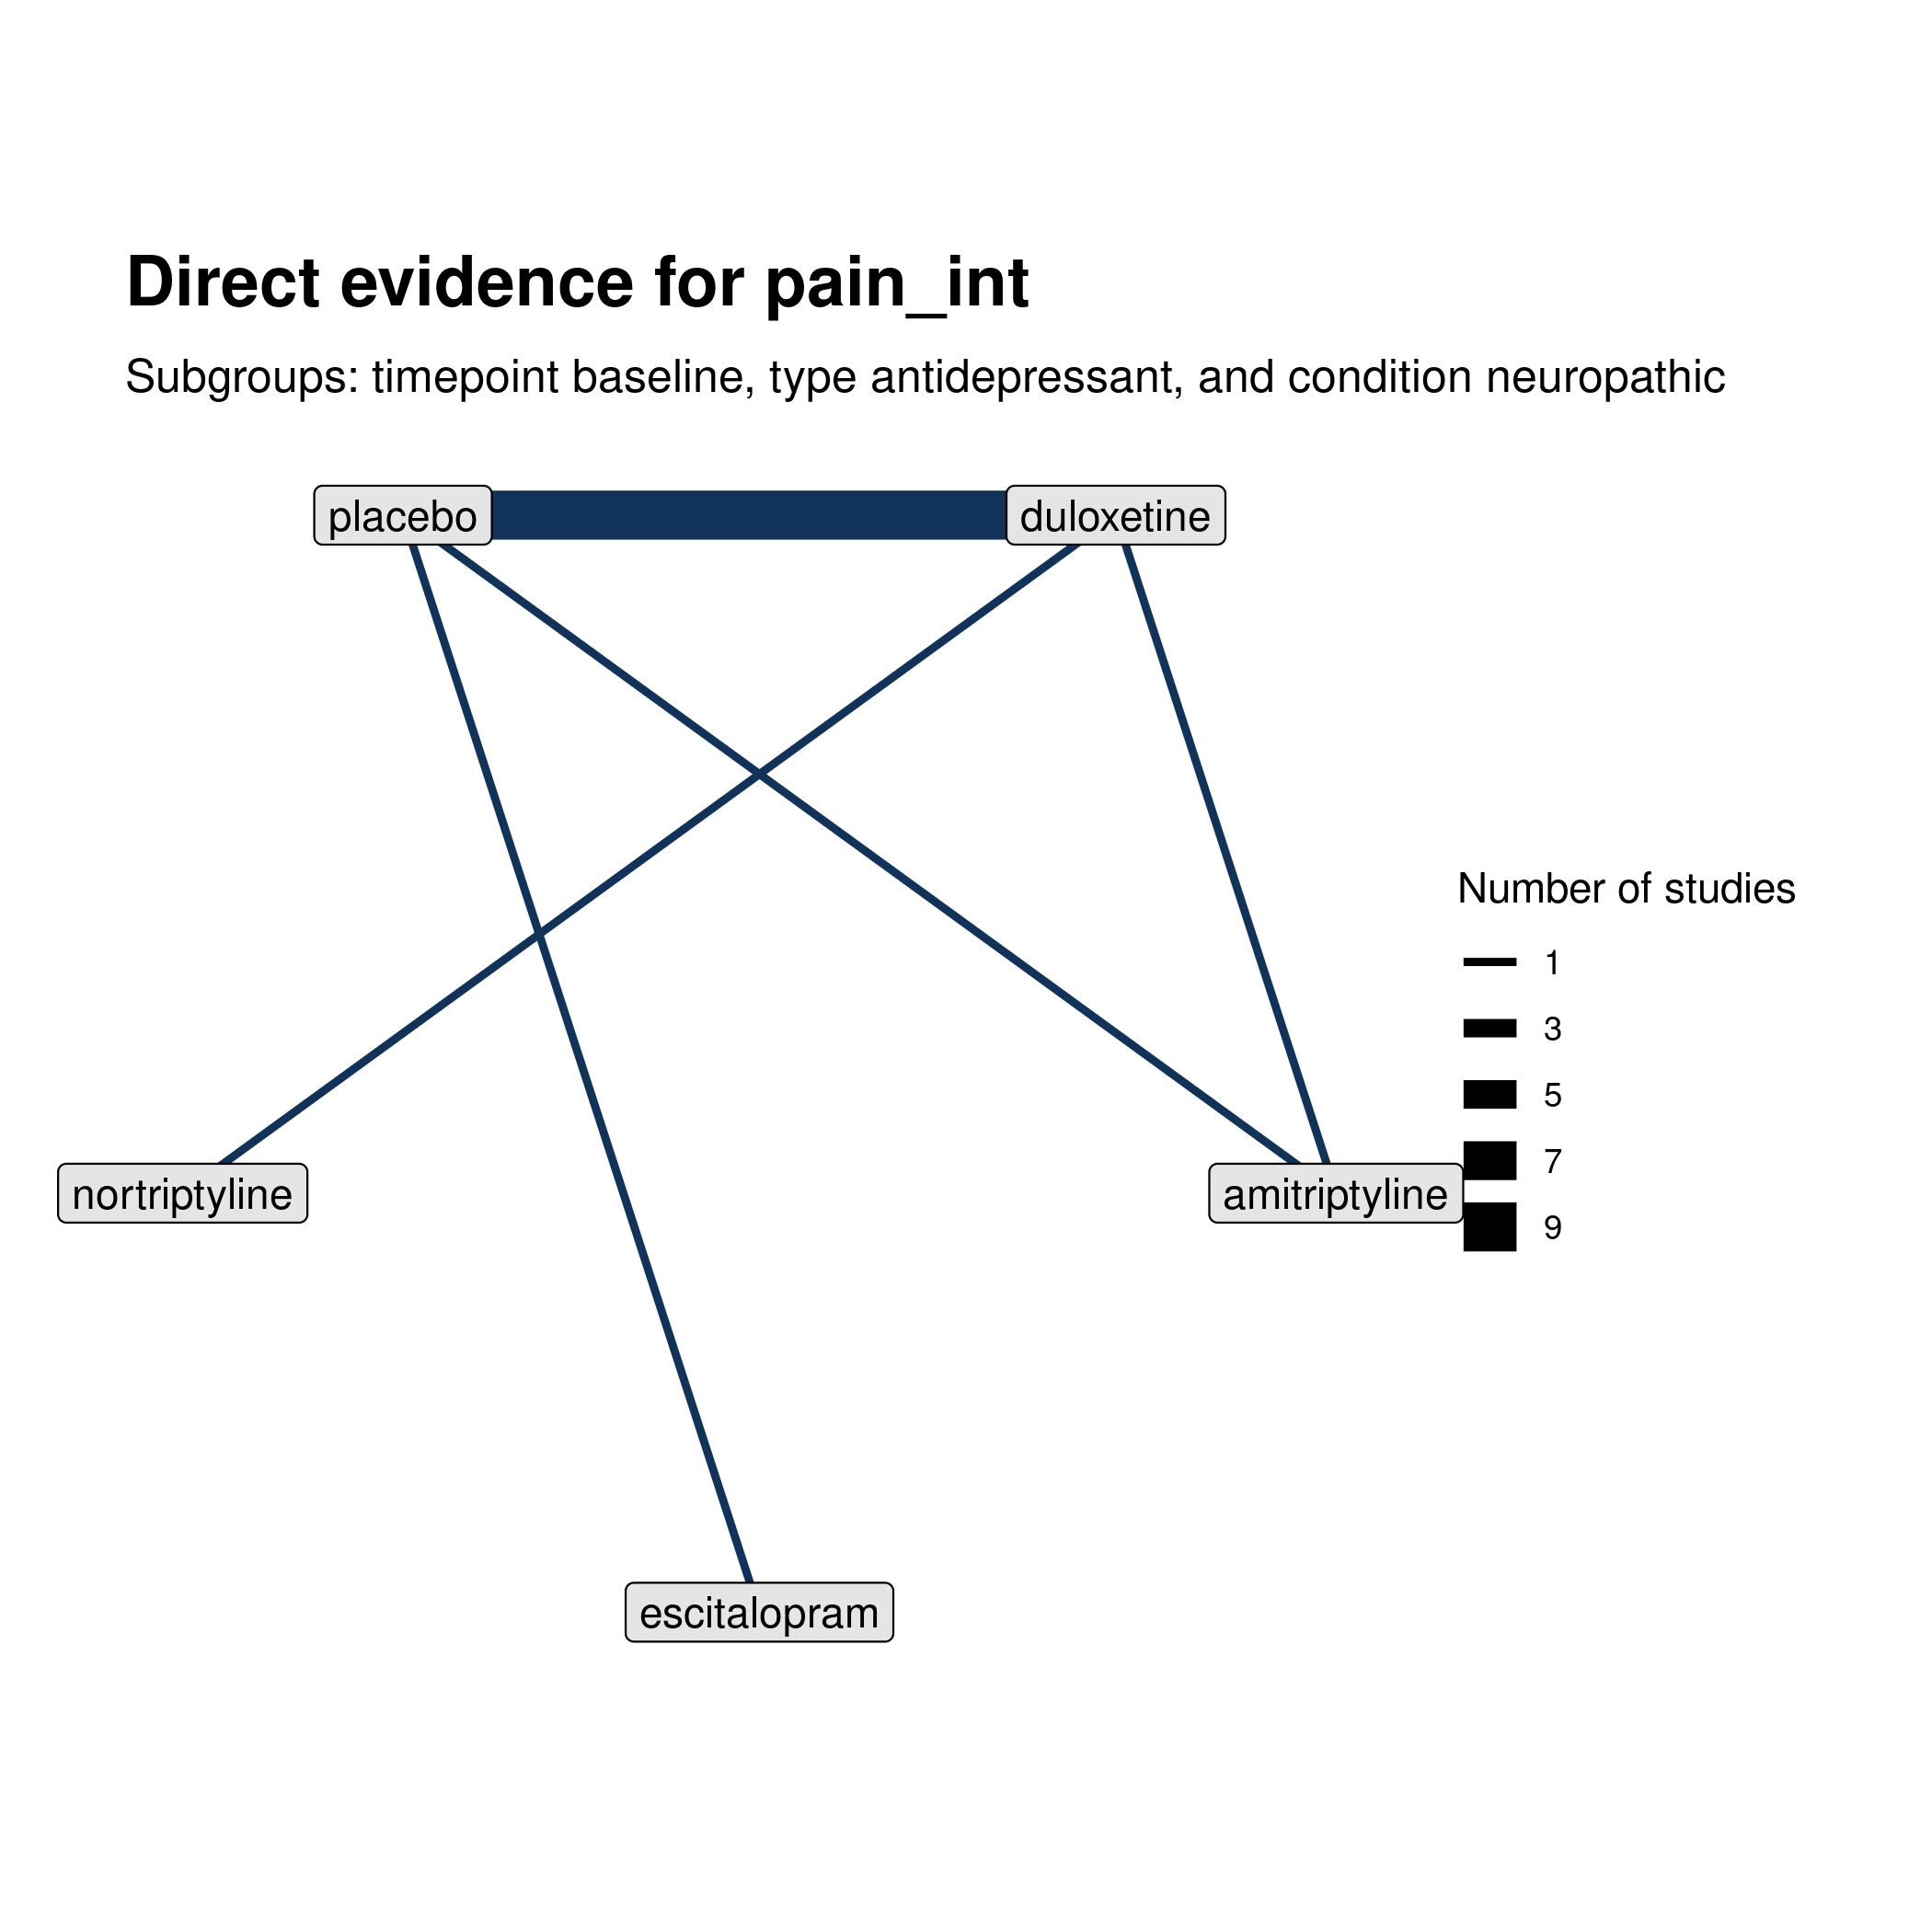 Direct evidence for pain_int
Subgroups: timepoint baseline, type antidepressant, and condition neuropathic
placebo
duloxetine
Number of studies
1
3
5
7
9
nortriptyline
amitriptyline
escitalopram